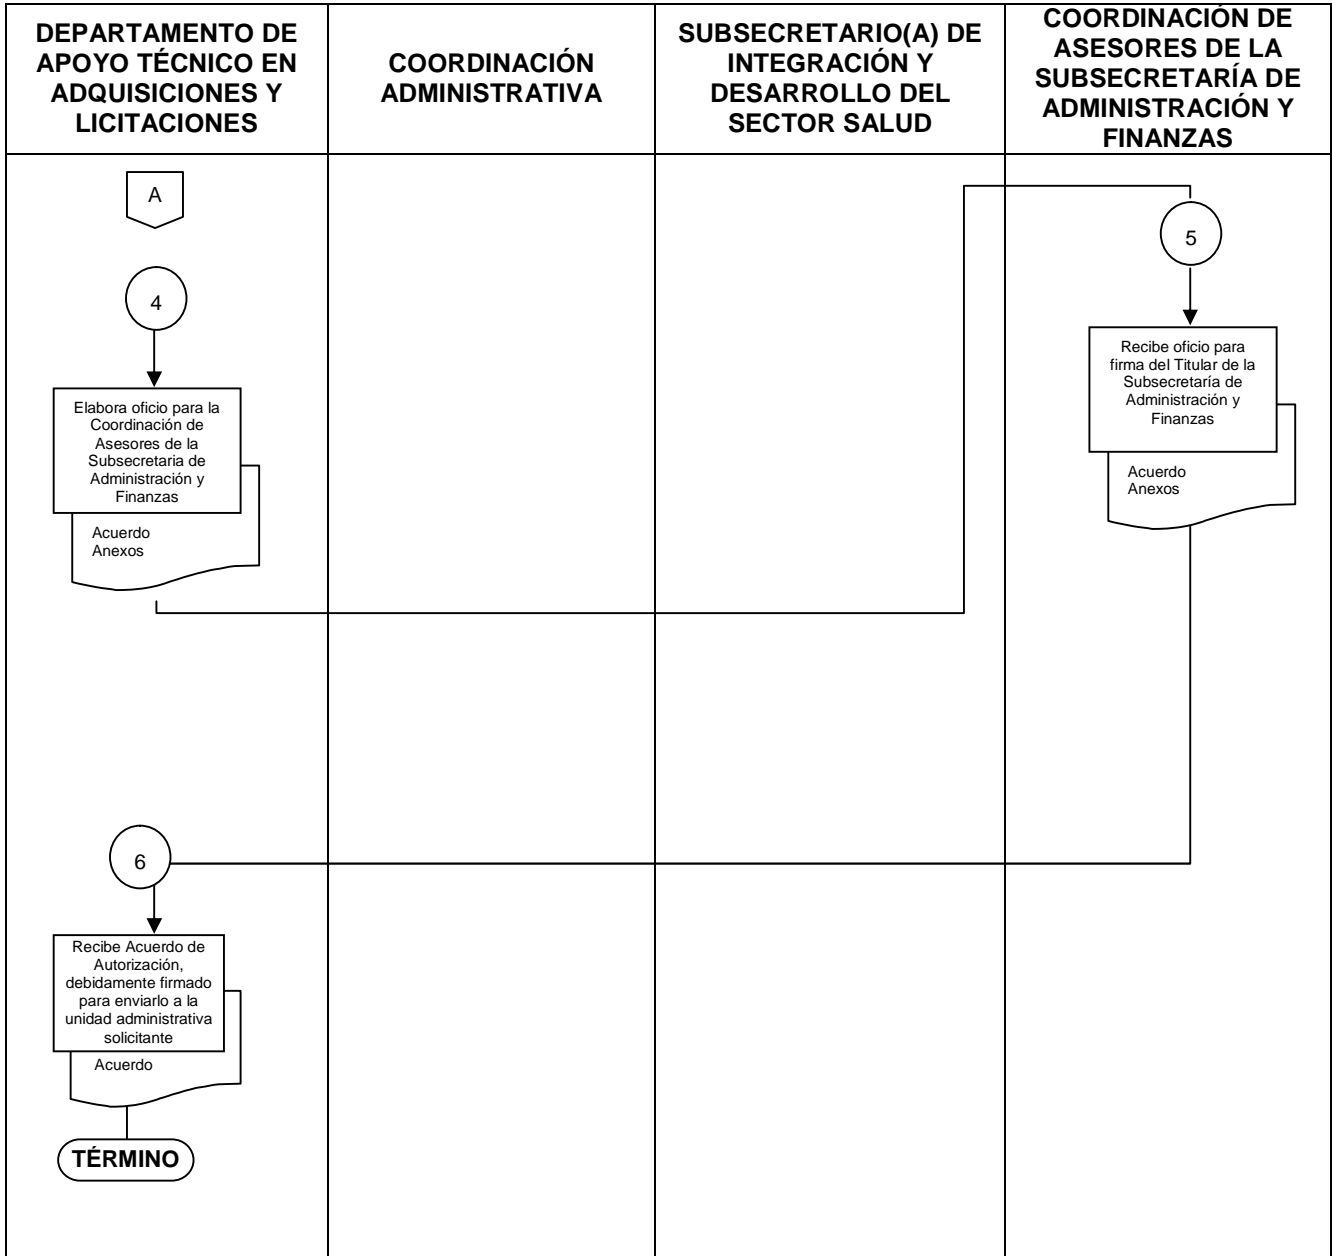 DEPARTAMENTO DE
APOYO TÉCNICO EN
ADQUISICIONES Y
LICITACIONES
COORDINACIÓN
ADMINISTRATIVA
SUBSECRETARIO(A) DE
INTEGRACIÓN Y
DESARROLLO DEL
SECTOR SALUD
COORDINACIÓN DE
ASESORES DE LA
SUBSECRETARÍA DE
ADMINISTRACIÓN Y
FINANZAS
A
4
Elabora oficio para la
Coordinación de
Asesores de la
Subsecretaria de
Administración y
Finanzas
Acuerdo
Anexos
5
Recibe oficio para
firma del Titular de la
Subsecretaría de
Administración y
Finanzas
Acuerdo
Anexos
6
Recibe Acuerdo de
Autorización,
debidamente firmado
para enviarlo a la
unidad administrativa
solicitante
Acuerdo
TÉRMINO